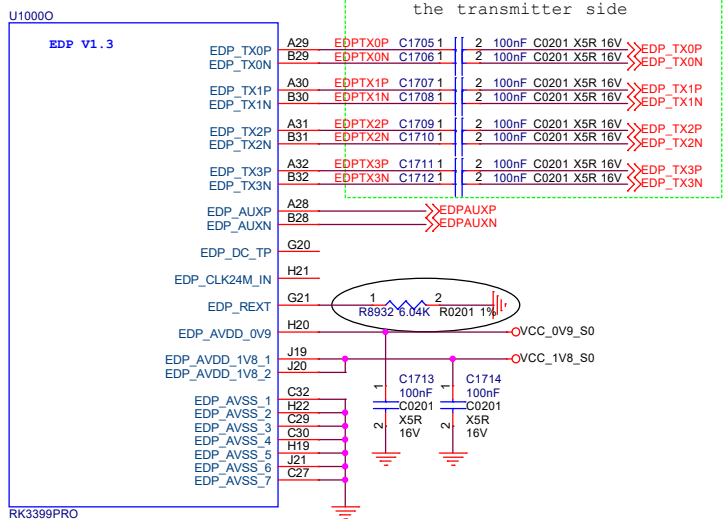 the transmitter side
U1000O
EDP V1.3
EDP_TX0P A29 EDPTX0P C1705 1 2 100nF C0201 X5R 16V EDP_TX0P
EDP_TX0N B29 EDPTX0N C1706 1 2 100nF C0201 X5R 16V EDP_TX0N
EDP_TX1P A30 EDPTX1P C1707 1 2 100nF C0201 X5R 16V EDP_TX1P
EDP_TX1N B30 EDPTX1N C1708 1 2 100nF C0201 X5R 16V EDP_TX1N
EDP_TX2P A31 EDPTX2P C1709 1 2 100nF C0201 X5R 16V EDP_TX2P
EDP_TX2N B31 EDPTX2N C1710 1 2 100nF C0201 X5R 16V EDP_TX2N
EDP_TX3P A32 EDPTX3P C1711 1 2 100nF C0201 X5R 16V EDP_TX3P
EDP_TX3N B32 EDPTX3N C1712 1 2 100nF C0201 X5R 16V EDP_TX3N
EDP_AUXP A28 EDPAUXP
EDP_AUXN B28 EDPAUXN
EDP_DC_TP G20
EDP_CLK24M_IN H21
EDP_REXT G21 1 2
R8932 6.04K R0201 1%
EDP_AVDD_0V9 H20 VCC_0V9_S0
EDP_AVDD_1V8_1 J19 VCC_1V8_S0
EDP_AVDD_1V8_2 J20
1 C1713 100nF C0201 X5R 16V 2
1 C1714 100nF C0201 X5R 16V 2
EDP_AVSS_1 C32
EDP_AVSS_2 H22
EDP_AVSS_3 C29
EDP_AVSS_4 C30
EDP_AVSS_5 H19
EDP_AVSS_6 J21
EDP_AVSS_7 C27
RK3399PRO